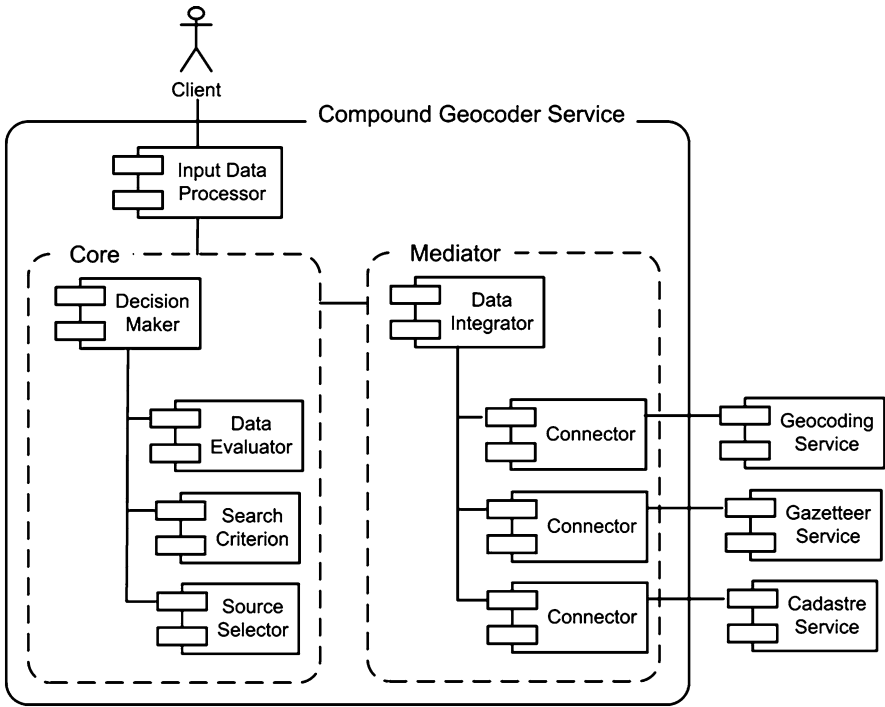 Client
Compound Geocoder Service
Input Data
Processor
Core
Mediator
Decision
Maker
Data
Integrator
Data
Evaluator
Search
Criterion
Source
Selector
Connector
Connector
Connector
Geocoding
Service
Gazetteer
Service
Cadastre
Service